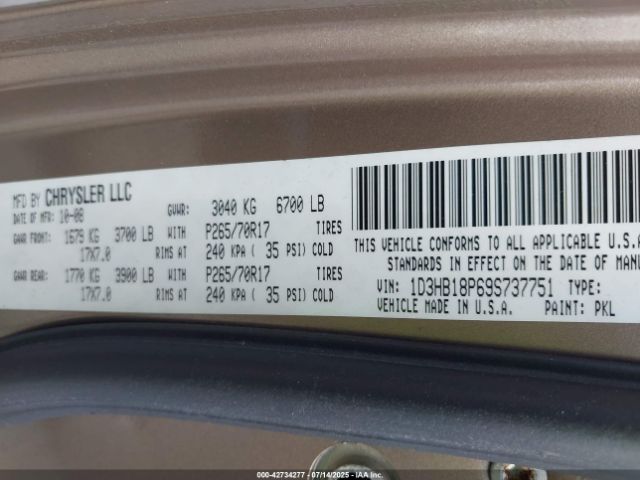 MFD BY CHRYSLER LLC
DATE OF MFR: 10-08 GVWR: 3040 KG 6700 LB
GAWR FRONT: 1679 KG 3700 LB WITH P265/70R17 TIRES
17X7.0 RIMS AT 240 KPA ( 35 PSI) COLD
GAWR REAR: 1770 KG 3900 LB WITH P265/70R17 TIRES
17X7.0 RIMS AT 240 KPA ( 35 PSI) COLD
THIS VEHICLE CONFORMS TO ALL APPLICABLE U.S.A.
STANDARDS IN EFFECT ON THE DATE OF MANU
VIN: 1D3HB18P69S737751 TYPE:
VEHICLE MADE IN U.S.A. PAINT: PKL
000-42734277 - 07/14/2025 - IAAI.com